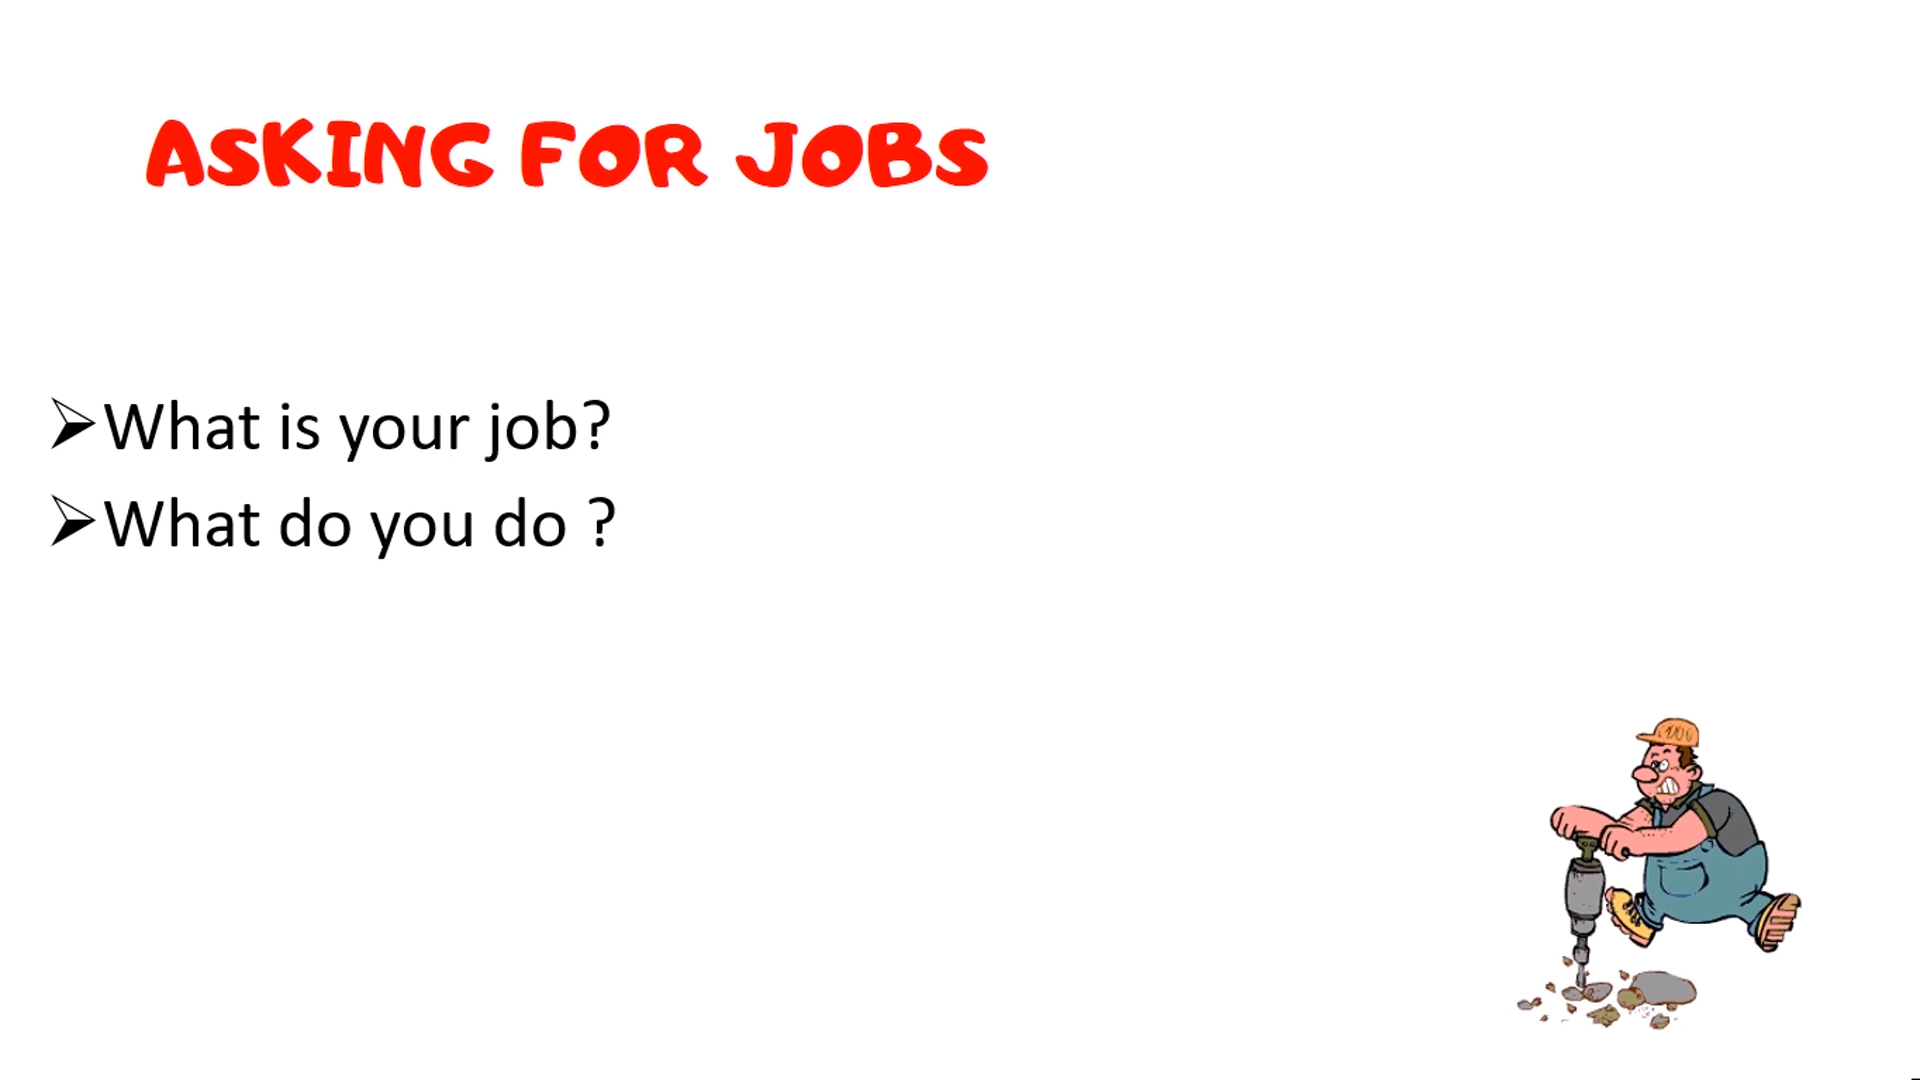 ASKING FOR JOBS
➢What is your job?
➢What do you do ?